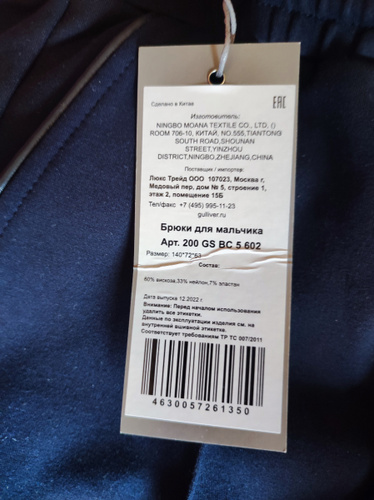 Сделано в Китае
EAC
Изготовитель:
NINGBO MOANA TEXTILE CO., LTD, ()
ROOM 706-10, КИТАЙ, NO.555,TIANTONG
SOUTH ROAD,SHOUNAN
STREET,YINZHOU
DISTRICT,NINGBO,ZHEJIANG,CHINA
Поставщик / импортер:
Люкс Трейд ООО 107023, Москва г,
Медовый пер, дом № 5, строение 1,
этаж 2, помещение 15Б
Тел/факс +7 (495) 995-11-23
gulliver.ru
Брюки для мальчика
Арт. 200 GS BC 5 602
Размер: 140*72*63
Состав:
60% вискоза,33% нейлон,7% эластан
Дата выпуска 12.2022 г
Внимание: Перед началом использования
удалить все этикетки.
Данные по эксплуатации изделия см. на
внутренней вшивной этикетке.
Соответствует требованиям ТР ТС 007/2011
4630057261350